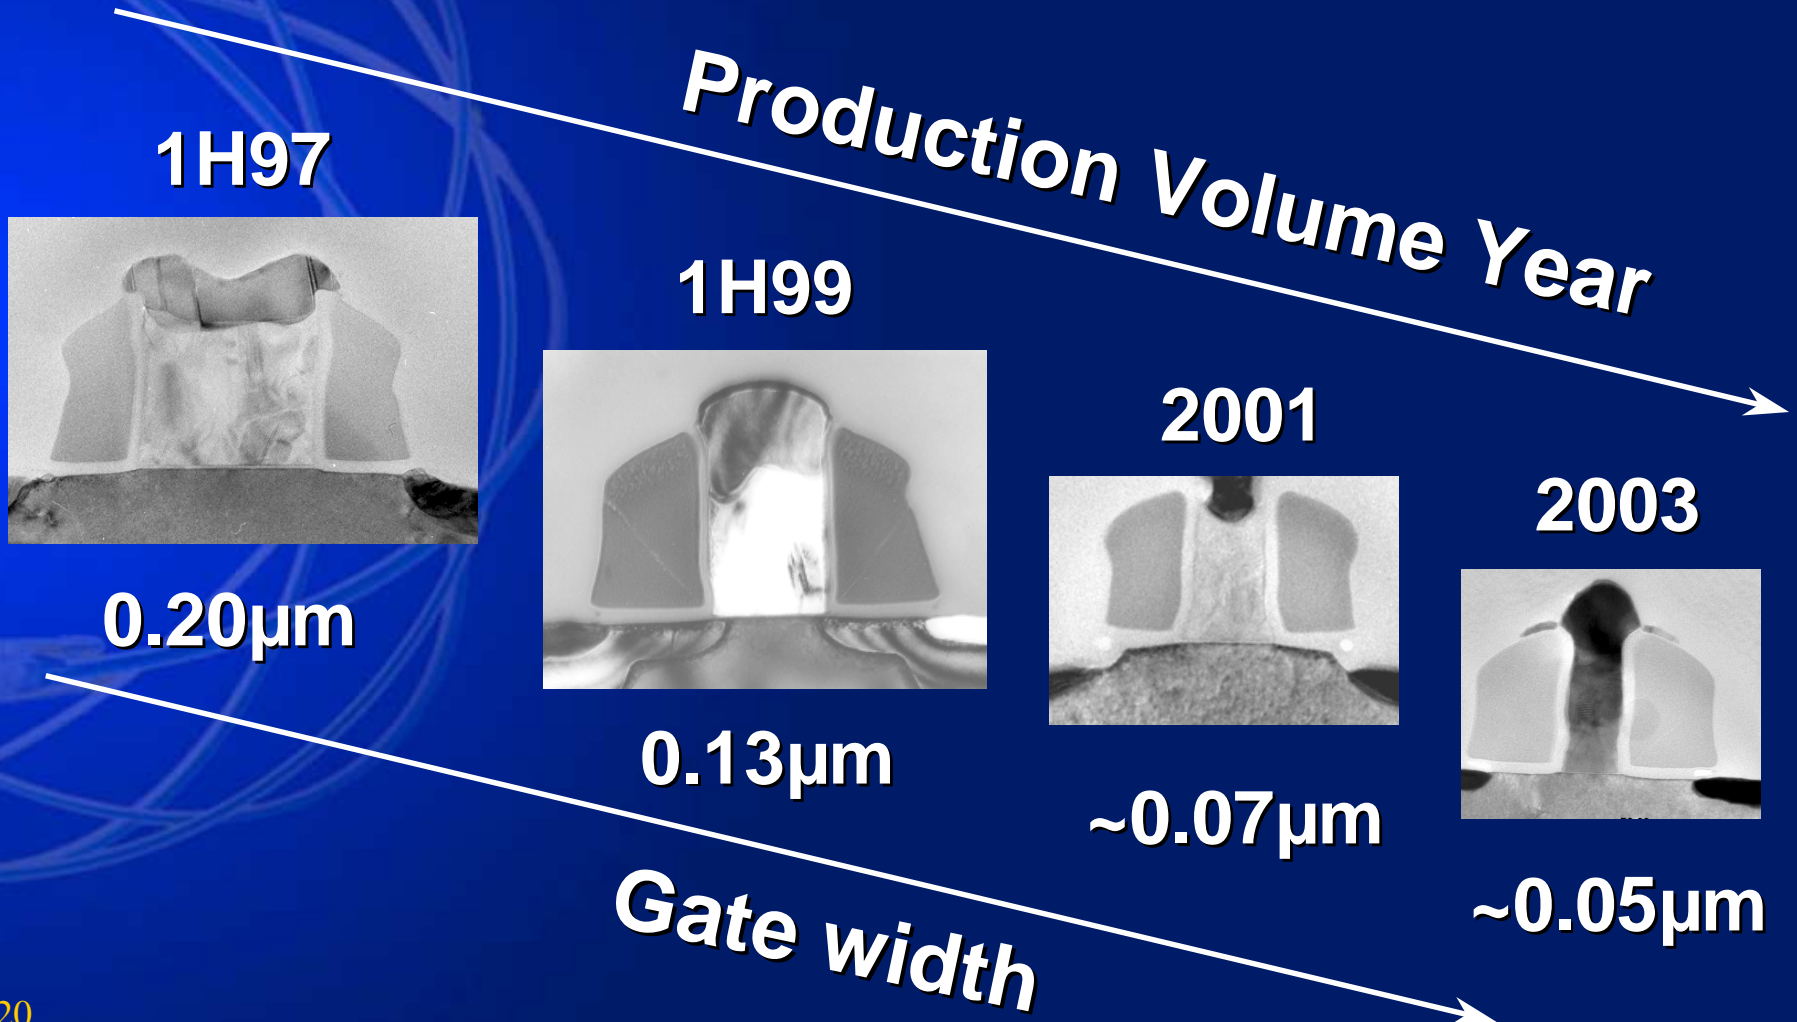 Production Volume Year
1H97
1H99
2001
2003
0.20µm
0.13µm
~0.07µm
~0.05µm
Gate width
20